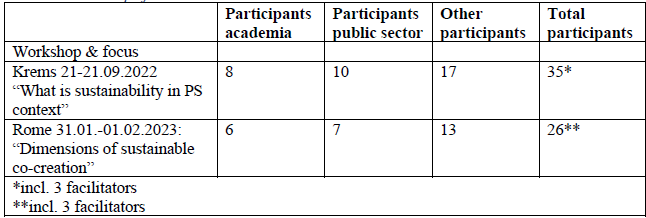 Participants academia Participants public sector Other participants Total participants
Workshop & focus
Krems 21-21.09.2022 8 10 17 35*
“What is sustainability in PS
context”
Rome 31.01.-01.02.2023: 6 7 13 26**
“Dimensions of sustainable
co-creation”
*incl. 3 facilitators
**incl. 3 facilitators